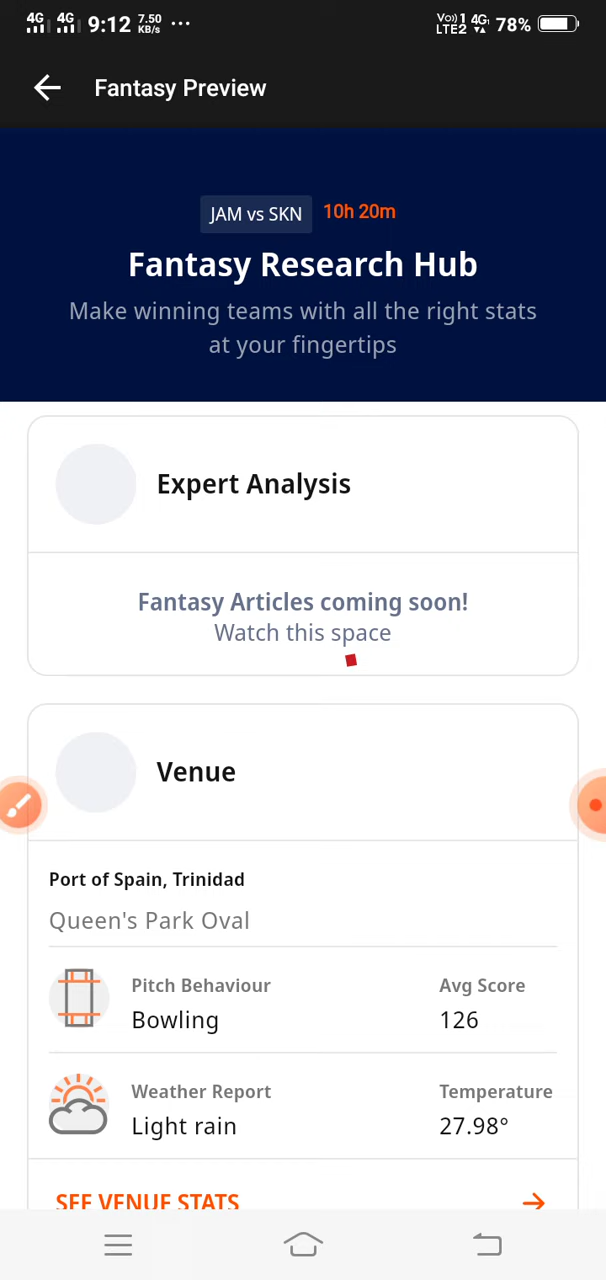 4G 4G 9:12 7.50 KB/s ... Vo)) 1 LTE2 4G 78%
Fantasy Preview
JAM vs SKN 10h 20m
Fantasy Research Hub
Make winning teams with all the right stats
at your fingertips
Expert Analysis
Fantasy Articles coming soon!
Watch this space
Venue
Port of Spain, Trinidad
Queen's Park Oval
Pitch Behaviour Avg Score
Bowling 126
Weather Report Temperature
Light rain 27.98°
SEE VENUE STATS